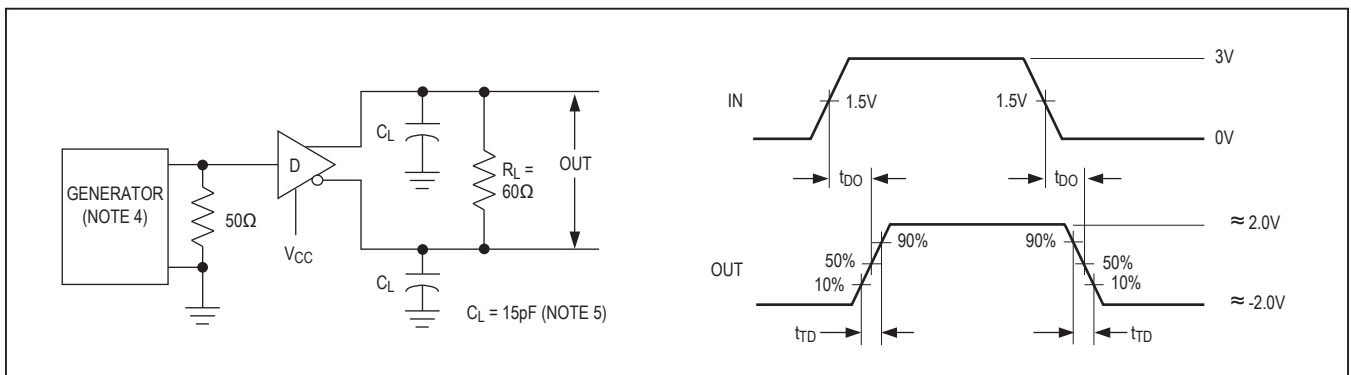 GENERATOR
(NOTE 4)
50Ω
D
VCC
CL
CL
RL =
60Ω
OUT
CL = 15pF (NOTE 5)
IN
3V
1.5V
1.5V
0V
tDO
tDO
≈ 2.0V
90%
90%
OUT
50%
50%
10%
10%
≈ -2.0V
tTD
tTD